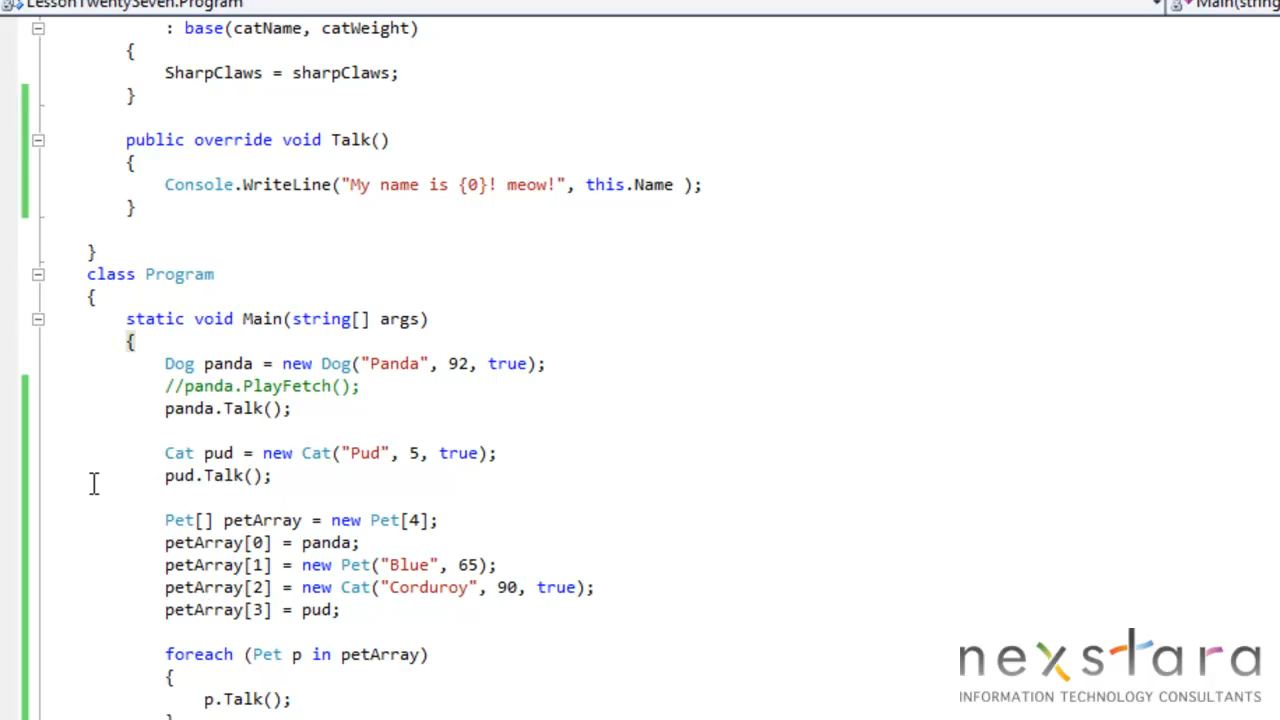 LessonTwentySeven.Program
Main(string
: base(catName, catWeight)
{
SharpClaws = sharpClaws;
}
public override void Talk()
{
Console.WriteLine("My name is {0}! meow!", this.Name );
}
}
class Program
{
static void Main(string[] args)
{
Dog panda = new Dog("Panda", 92, true);
//panda.PlayFetch();
panda.Talk();
Cat pud = new Cat("Pud", 5, true);
pud.Talk();
Pet[] petArray = new Pet[4];
petArray[0] = panda;
petArray[1] = new Pet("Blue", 65);
petArray[2] = new Cat("Corduroy", 90, true);
petArray[3] = pud;
foreach (Pet p in petArray)
{
p.Talk();
}
nexstara
INFORMATION TECHNOLOGY CONSULTANTS